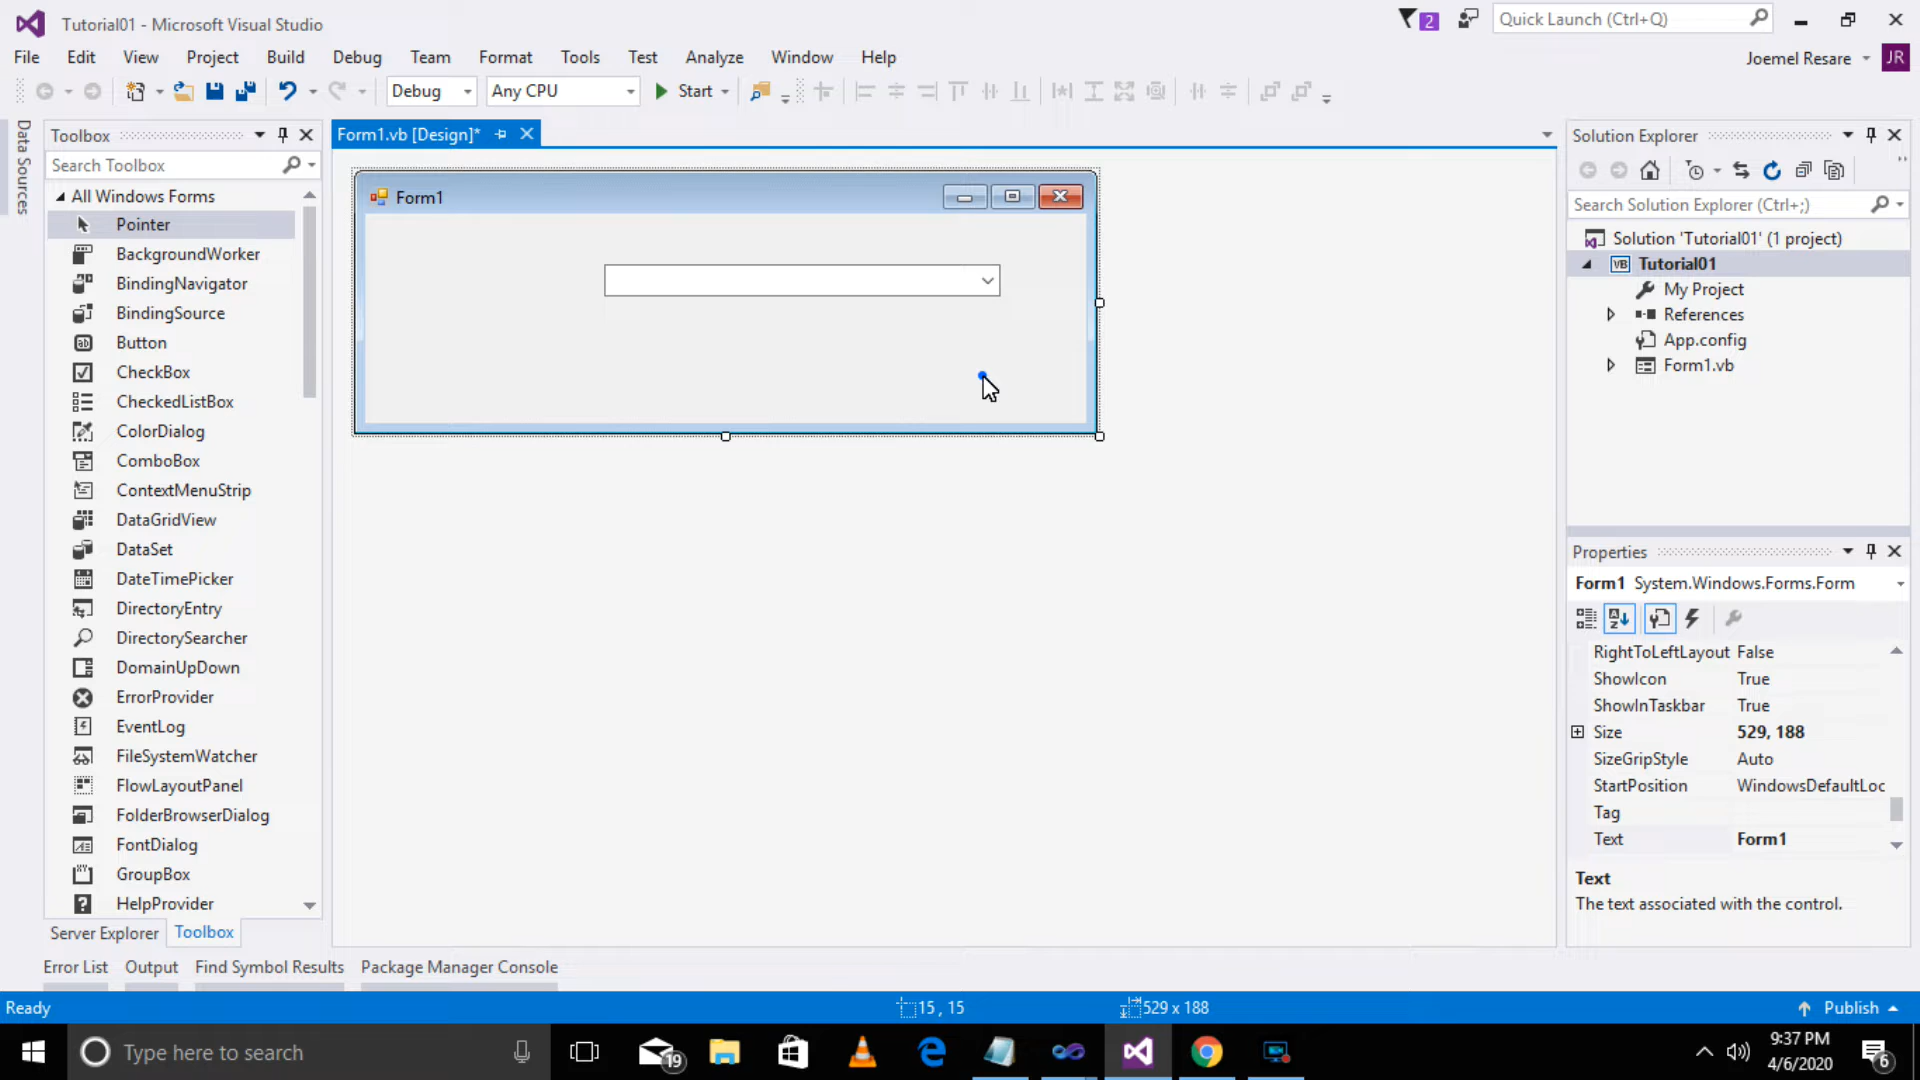 Tutorial01 - Microsoft Visual Studio
2
Quick Launch (Ctrl+Q)
File Edit View Project Build Debug Team Format Tools Test Analyze Window Help
Joemel Resare JR
Debug Any CPU Start
Data Sources
Toolbox
Search Toolbox
All Windows Forms
Pointer
BackgroundWorker
BindingNavigator
BindingSource
Button
CheckBox
CheckedListBox
ColorDialog
ComboBox
ContextMenuStrip
DataGridView
DataSet
DateTimePicker
DirectoryEntry
DirectorySearcher
DomainUpDown
ErrorProvider
EventLog
FileSystemWatcher
FlowLayoutPanel
FolderBrowserDialog
FontDialog
GroupBox
HelpProvider
Server Explorer Toolbox
Form1.vb [Design]*
Form1
Solution Explorer
Search Solution Explorer (Ctrl+;)
Solution 'Tutorial01' (1 project)
VB Tutorial01
My Project
References
App.config
Form1.vb
Properties
Form1 System.Windows.Forms.Form
RightToLeftLayout False
ShowIcon True
ShowInTaskbar True
Size 529, 188
SizeGripStyle Auto
StartPosition WindowsDefaultLoc
Tag
Text Form1
Text
The text associated with the control.
Error List Output Find Symbol Results Package Manager Console
Ready 15 , 15 529 x 188 Publish
Type here to search
19
9:37 PM
4/6/2020
6